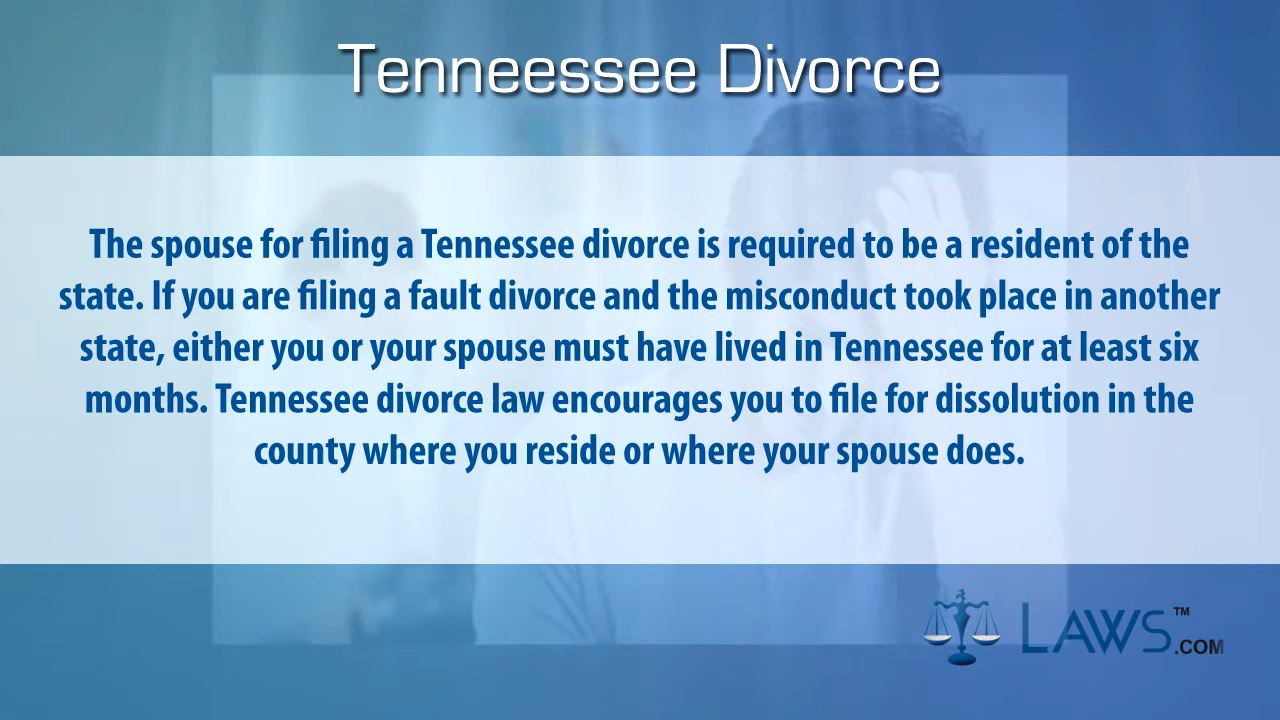 Tenneessee Divorce
The spouse for filing a Tennessee divorce is required to be a resident of the
state. If you are filing a fault divorce and the misconduct took place in another
state, either you or your spouse must have lived in Tennessee for at least six
months. Tennessee divorce law encourages you to file for dissolution in the
county where you reside or where your spouse does.
LAWS™.COM